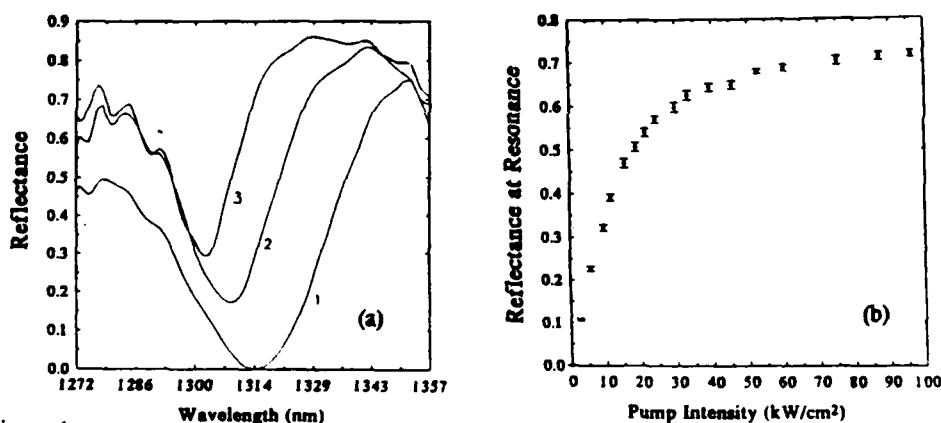 0.9
0.8
0.7
0.6
0.5
0.4
0.3
0.2
0.1
0.0
Reflectance
3
2
1
(a)
1272 1286 1300 1314 1329 1343 1357
Wavelength (nm)
0.8
0.7
0.6
0.5
0.4
0.3
0.2
0.1
0.0
Reflectance at Resonance
(b)
0 10 20 30 40 50 60 70 80 90 100
Pump Intensity (kW/cm²)